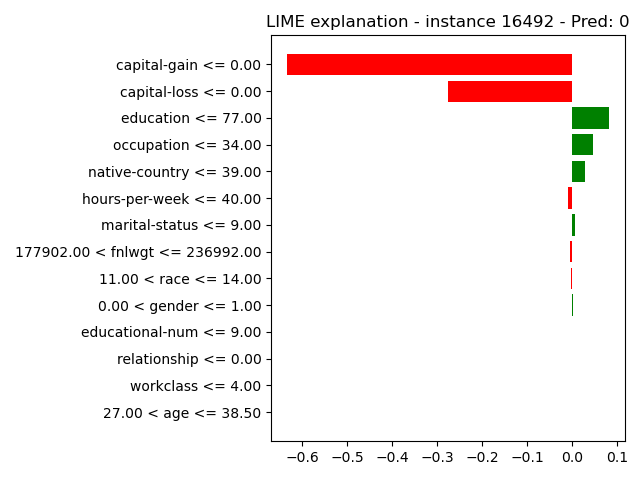 LIME explanation - instance 16492 - Pred: 0
capital-gain <= 0.00
capital-loss <= 0.00
education <= 77.00
occupation <= 34.00
native-country <= 39.00
hours-per-week <= 40.00
marital-status <= 9.00
177902.00 < fnlwgt <= 236992.00
11.00 < race <= 14.00
0.00 < gender <= 1.00
educational-num <= 9.00
relationship <= 0.00
workclass <= 4.00
27.00 < age <= 38.50
−0.6 −0.5 −0.4 −0.3 −0.2 −0.1 0.0 0.1